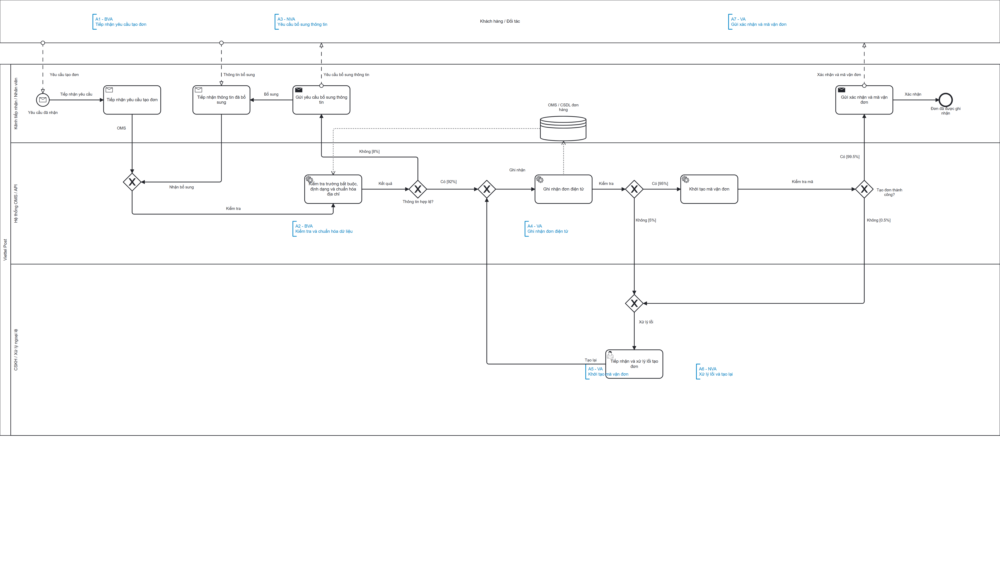 A1 - BVA
Tiếp nhận yêu cầu tạo đơn
A3 - NVA
Yêu cầu bổ sung thông tin
Khách hàng / Đối tác
A7 - VA
Gửi xác nhận và mã vận đơn
Viettel Post
Kênh tiếp nhận / Nhân viên
Yêu cầu tạo đơn
Thông tin bổ sung
Yêu cầu bổ sung thông tin
Xác nhận và mã vận đơn
Yêu cầu đã nhận
Tiếp nhận yêu cầu
Tiếp nhận yêu cầu tạo đơn
Tiếp nhận thông tin đã bổ
sung
Bổ sung
Gửi yêu cầu bổ sung thông
tin
OMS / CSDL đơn
hàng
Gửi xác nhận và mã vận
đơn
Xác nhận
Đơn đã được ghi
nhận
OMS
Hệ thống OMS / API
Không [8%]
Có [99.5%]
Nhận bổ sung
Kiểm tra trường bắt buộc,
định dạng và chuẩn hóa
địa chỉ
Kết quả
Thông tin hợp lệ?
Có [92%]
Ghi nhận
Ghi nhận đơn điện tử
Kiểm tra
Có [95%]
Khởi tạo mã vận đơn
Kiểm tra mã
Tạo đơn thành
công?
Kiểm tra
Không [5%]
Không [0.5%]
A2 - BVA
Kiểm tra và chuẩn hóa dữ liệu
A4 - VA
Ghi nhận đơn điện tử
CSKH / Xử lý ngoại lệ
Xử lý lỗi
Tạo lại
Tiếp nhận và xử lý lỗi tạo
đơn
A5 - VA
Khởi tạo mã vận đơn
A6 - NVA
Xử lý lỗi và tạo lại